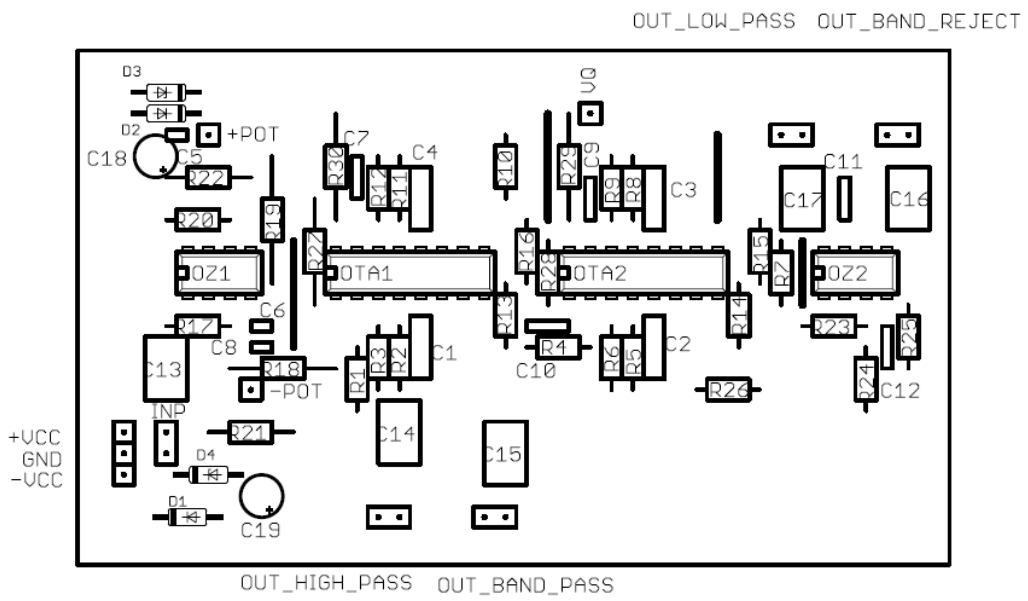 OUT_LOW_PASS OUT_BAND_REJECT
D3
Q
D2
+POT
C18
C5
R22
R30
C7
C4
R12
R11
R10
R29
C9
R9
R8
C3
C11
C17
C16
R20
R19
R27
R16
R28
R15
R7
OZ1
OTA1
OTA2
OZ2
C6
R17
C8
R13
R14
R23
R25
C13
R18
R1
R3
R2
C1
R4
C10
R6
R5
C2
R24
C12
-POT
R26
INP
+VCC
GND
-VCC
R21
C14
C15
D4
D1
C19
OUT_HIGH_PASS OUT_BAND_PASS